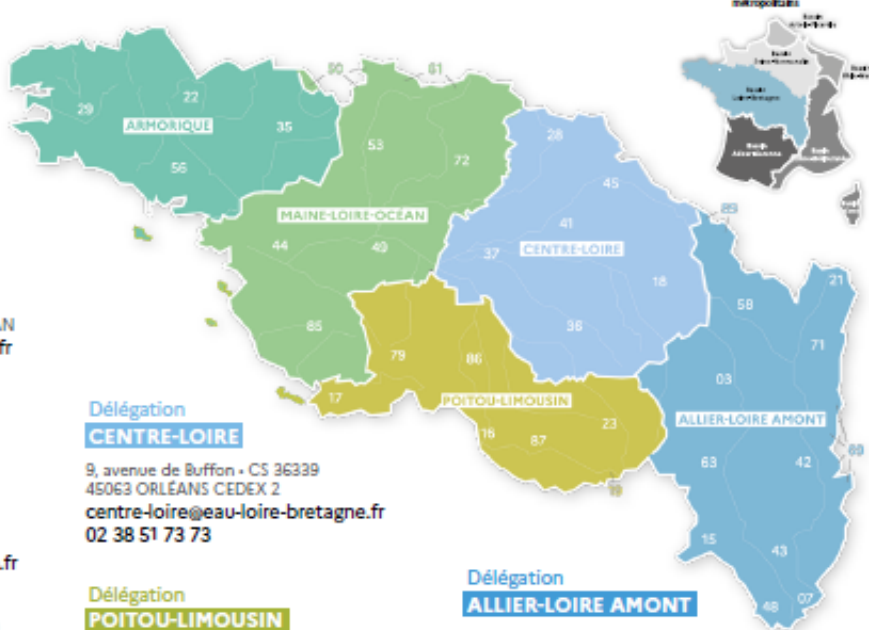 métropolitains
29
22
35
56
ARMORIQUE
50
61
53
72
MAINE-LOIRE-OCÉAN
44
49
85
28
45
41
CENTRE-LOIRE
37
18
36
89
58
21
71
03
ALLIER-LOIRE AMONT
63
42
69
15
43
48
07
79
86
17
POITOU-LIMOUSIN
16
87
23
19
AN
fr
.fr
Délégation
CENTRE-LOIRE
9, avenue de Buffon • CS 36339
45063 ORLÉANS CEDEX 2
centre-loire@eau-loire-bretagne.fr
02 38 51 73 73
Délégation
POITOU-LIMOUSIN
Délégation
ALLIER-LOIRE AMONT